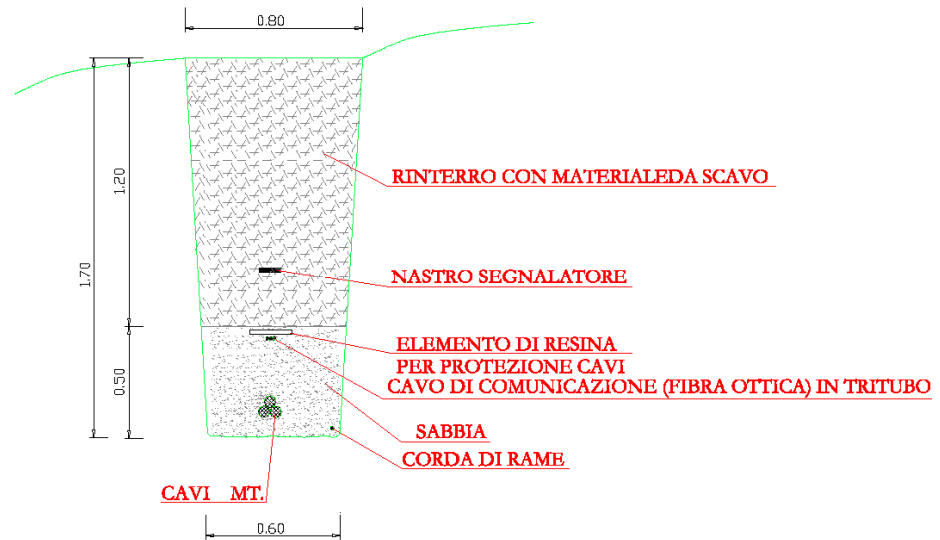 0.80
1.20
1.70
RINTERRO CON MATERIALEDA SCAVO
NASTRO SEGNALATORE
ELEMENTO DI RESINA
PER PROTEZIONE CAVI
CAVO DI COMUNICAZIONE (FIBRA OTTICA) IN TRITUBO
0.50
SABBIA
CORDA DI RAME
CAVI MT.
0.60